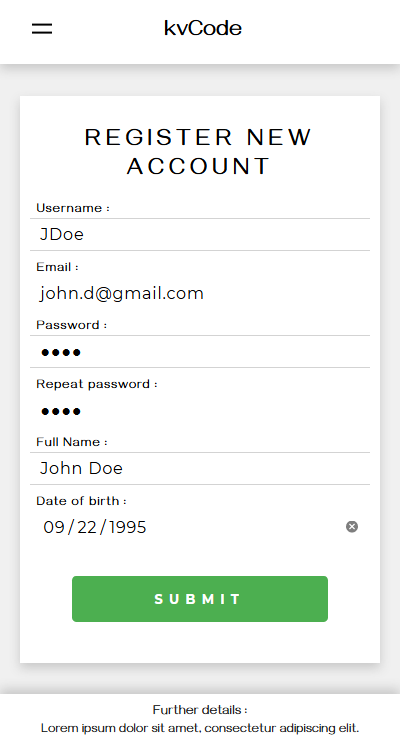 kvCode
REGISTER NEW
ACCOUNT
Username :
JDoe
Email :
john.d@gmail.com
Password :
••••
Repeat password :
••••
Full Name :
John Doe
Date of birth :
09 / 22 / 1995
SUBMIT
Further details :
Lorem ipsum dolor sit amet, consectetur adipiscing elit.